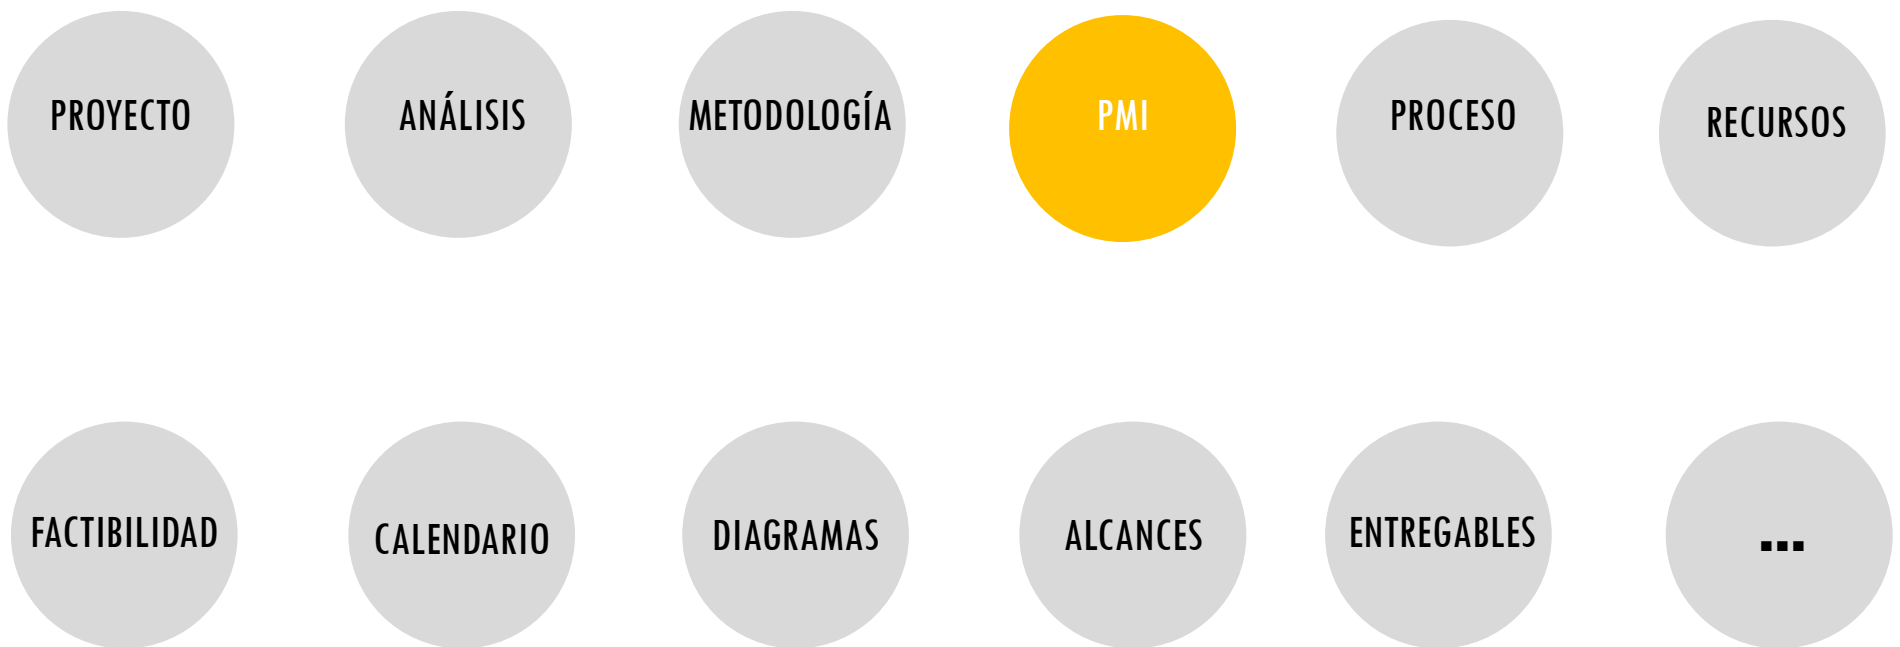 PROYECTO
ANÁLISIS
METODOLOGÍA
PMI
PROCESO
RECURSOS
FACTIBILIDAD
CALENDARIO
DIAGRAMAS
ALCANCES
ENTREGABLES
...